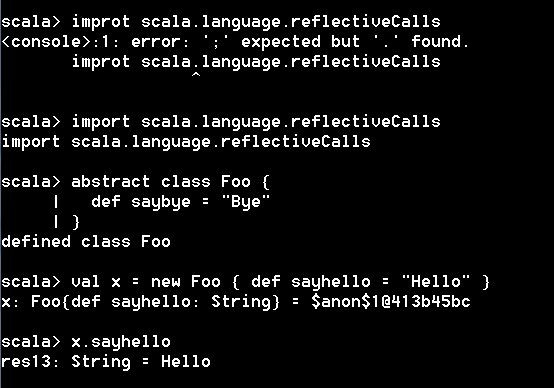 scala> improt scala.language.reflectiveCalls
<console>:1: error: ';' expected but '.' found.
       improt scala.language.reflectiveCalls
                   ^
scala> import scala.language.reflectiveCalls
import scala.language.reflectiveCalls
scala> abstract class Foo {
     |   def saybye = "Bye"
     | }
defined class Foo
scala> val x = new Foo { def sayhello = "Hello" }
x: Foo{def sayhello: String} = $anon$1@413b45bc
scala> x.sayhello
res13: String = Hello